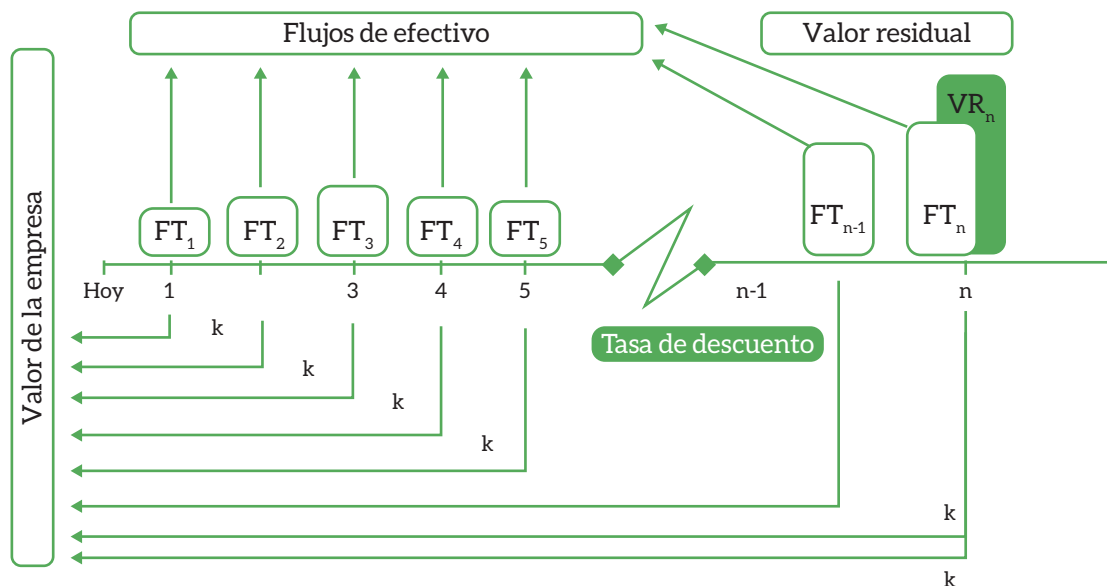 Flujos de efectivo
Valor residual
Valor de la empresa
VRₙ
FT₁
FT₂
FT₃
FT₄
FT₅
FTₙ₋₁
FTₙ
Hoy
1
3
4
5
n-1
n
k
Tasa de descuento
k
k
k
k
k